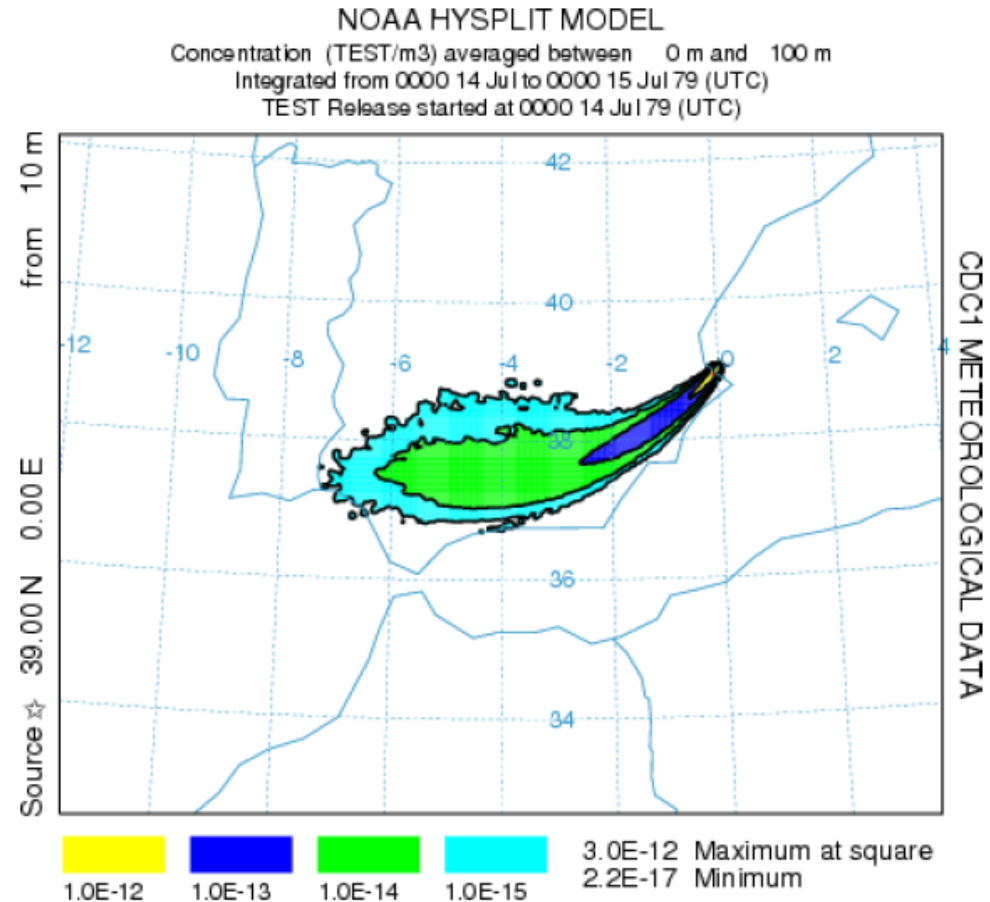 NOAA HYSPLIT MODEL
Concentration (TEST/m3) averaged between 0 m and 100 m
Integrated from 0000 14 Jul to 0000 15 Jul 79 (UTC)
TEST Release started at 0000 14 Jul 79 (UTC)
Source ☆ 39.00 N 0.00 E from 10 m
42
40
-12 -10 -8 -6 -4 -2 0 2 4
38
36
34
CDC1 METEOROLOGICAL DATA
1.0E-12 1.0E-13 1.0E-14 1.0E-15
3.0E-12 Maximum at square
2.2E-17 Minimum